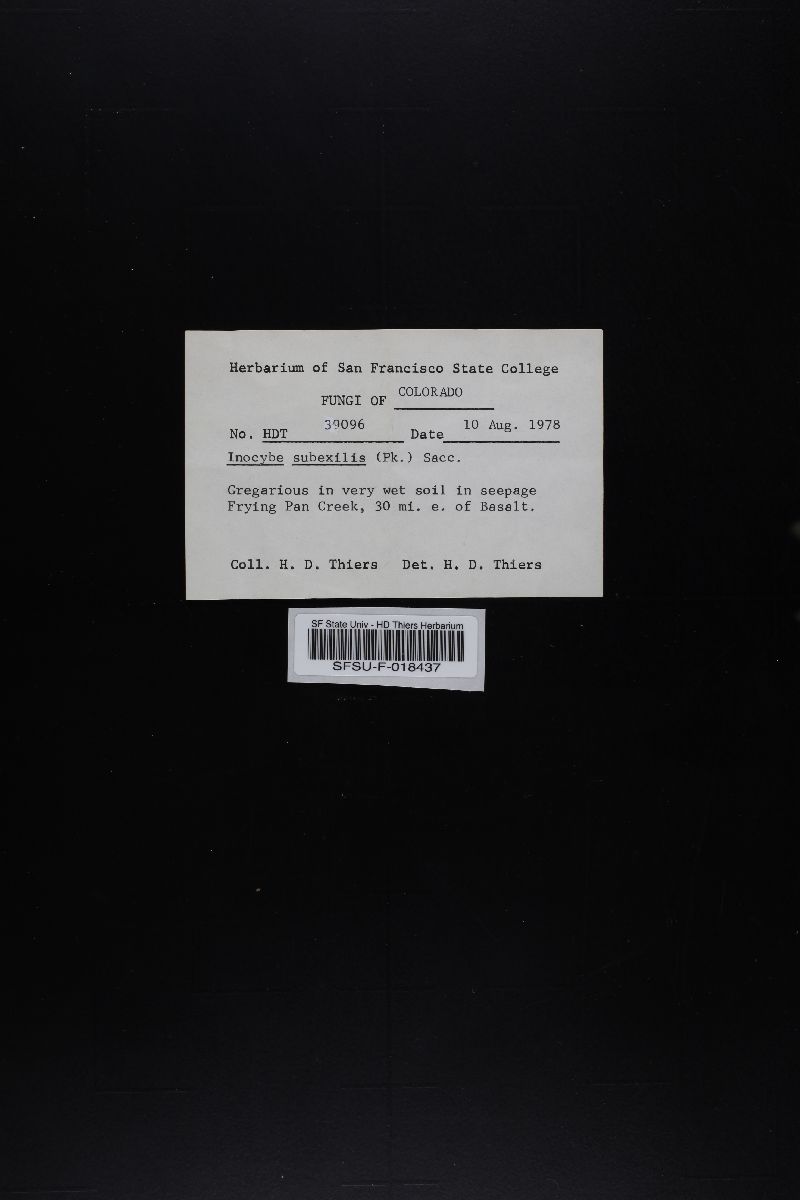 Herbarium of San Francisco State College
FUNGI OF COLORADO
No. HDT 39096 Date 10 Aug. 1978
Inocybe subexilis (Pk.) Sacc.
Gregarious in very wet soil in seepage
Frying Pan Creek, 30 mi. e. of Basalt.
Coll. H. D. Thiers Det. H. D. Thiers
SF State Univ - HD Thiers Herbarium
SFSU-F-018437